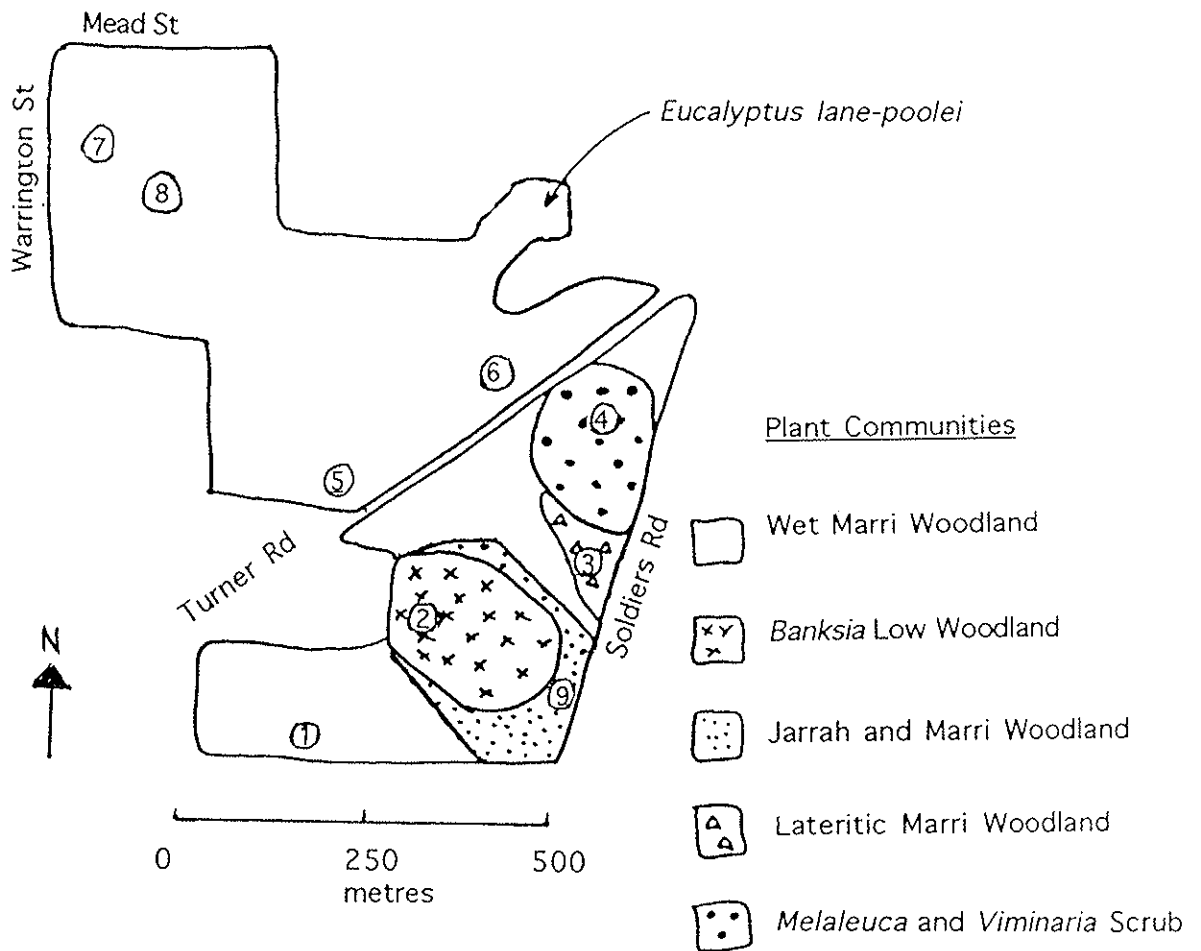 Mead St
Warrington St
Eucalyptus lane-poolei
7
8
6
4
5
3
2
9
1
Turner Rd
Soldiers Rd
N
0
250
500
metres
Plant Communities
Wet Marri Woodland
Banksia Low Woodland
Jarrah and Marri Woodland
Lateritic Marri Woodland
Melaleuca and Viminaria Scrub